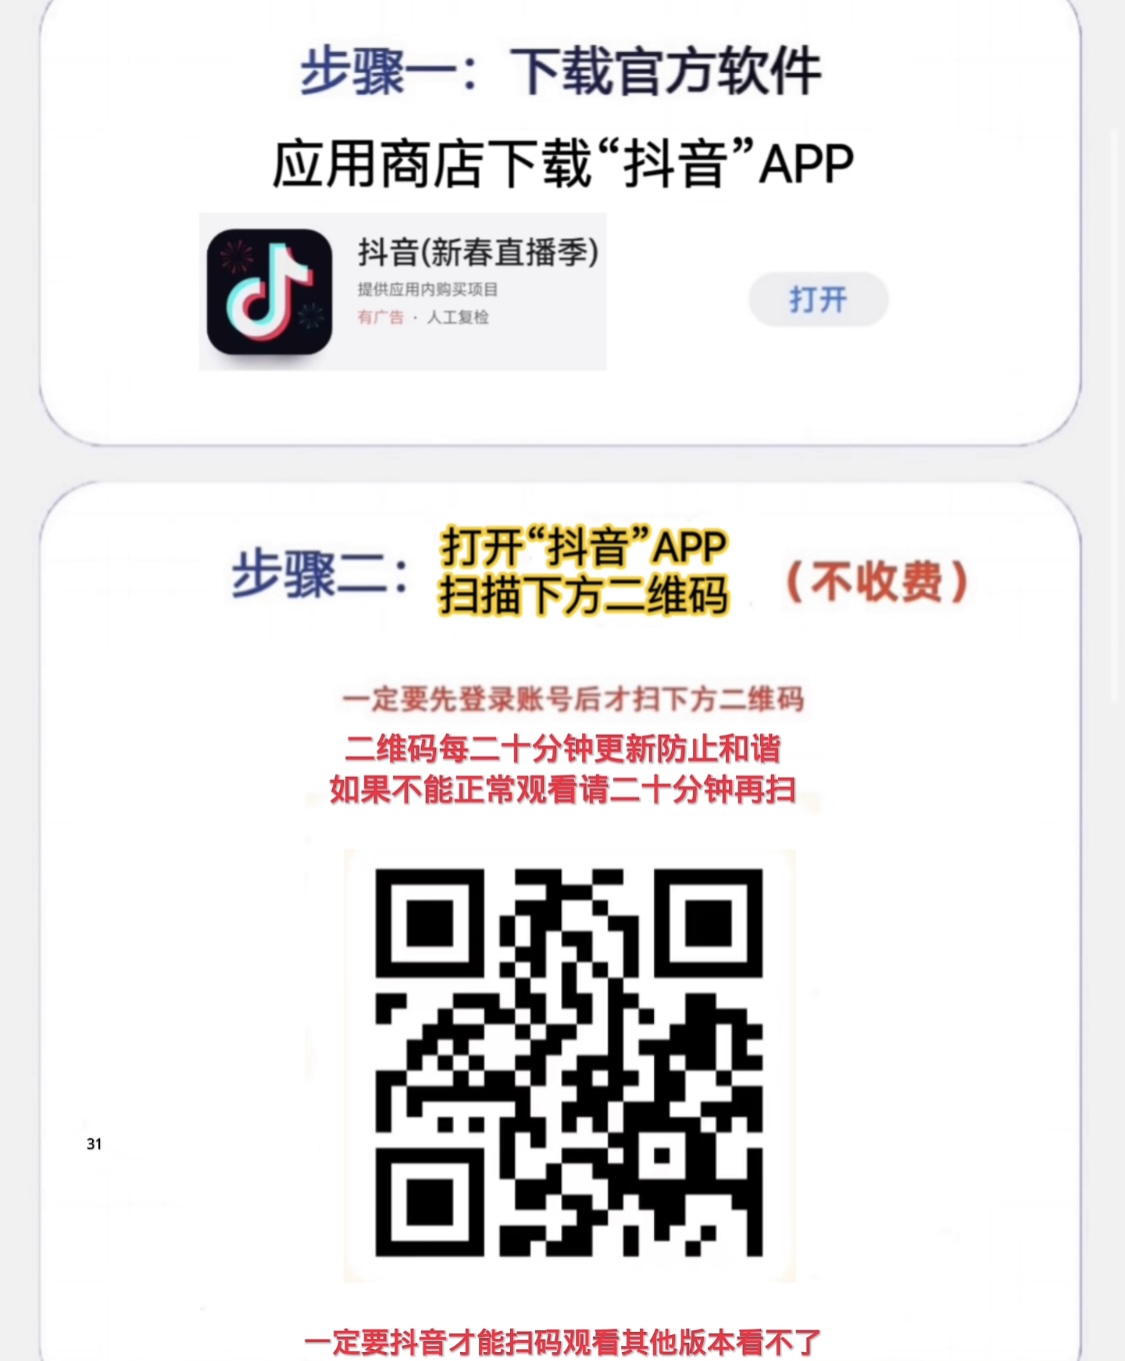 步骤一：下载官方软件
应用商店下载“抖音”APP
抖音(新春直播季)
提供应用内购买项目
有广告 · 人工复检
打开
步骤二：
打开“抖音”APP
扫描下方二维码
（不收费）
一定要先登录账号后才扫下方二维码
二维码每二十分钟更新防止和谐
如果不能正常观看请二十分钟再扫
31
一定要抖音才能扫码观看其他版本看不了